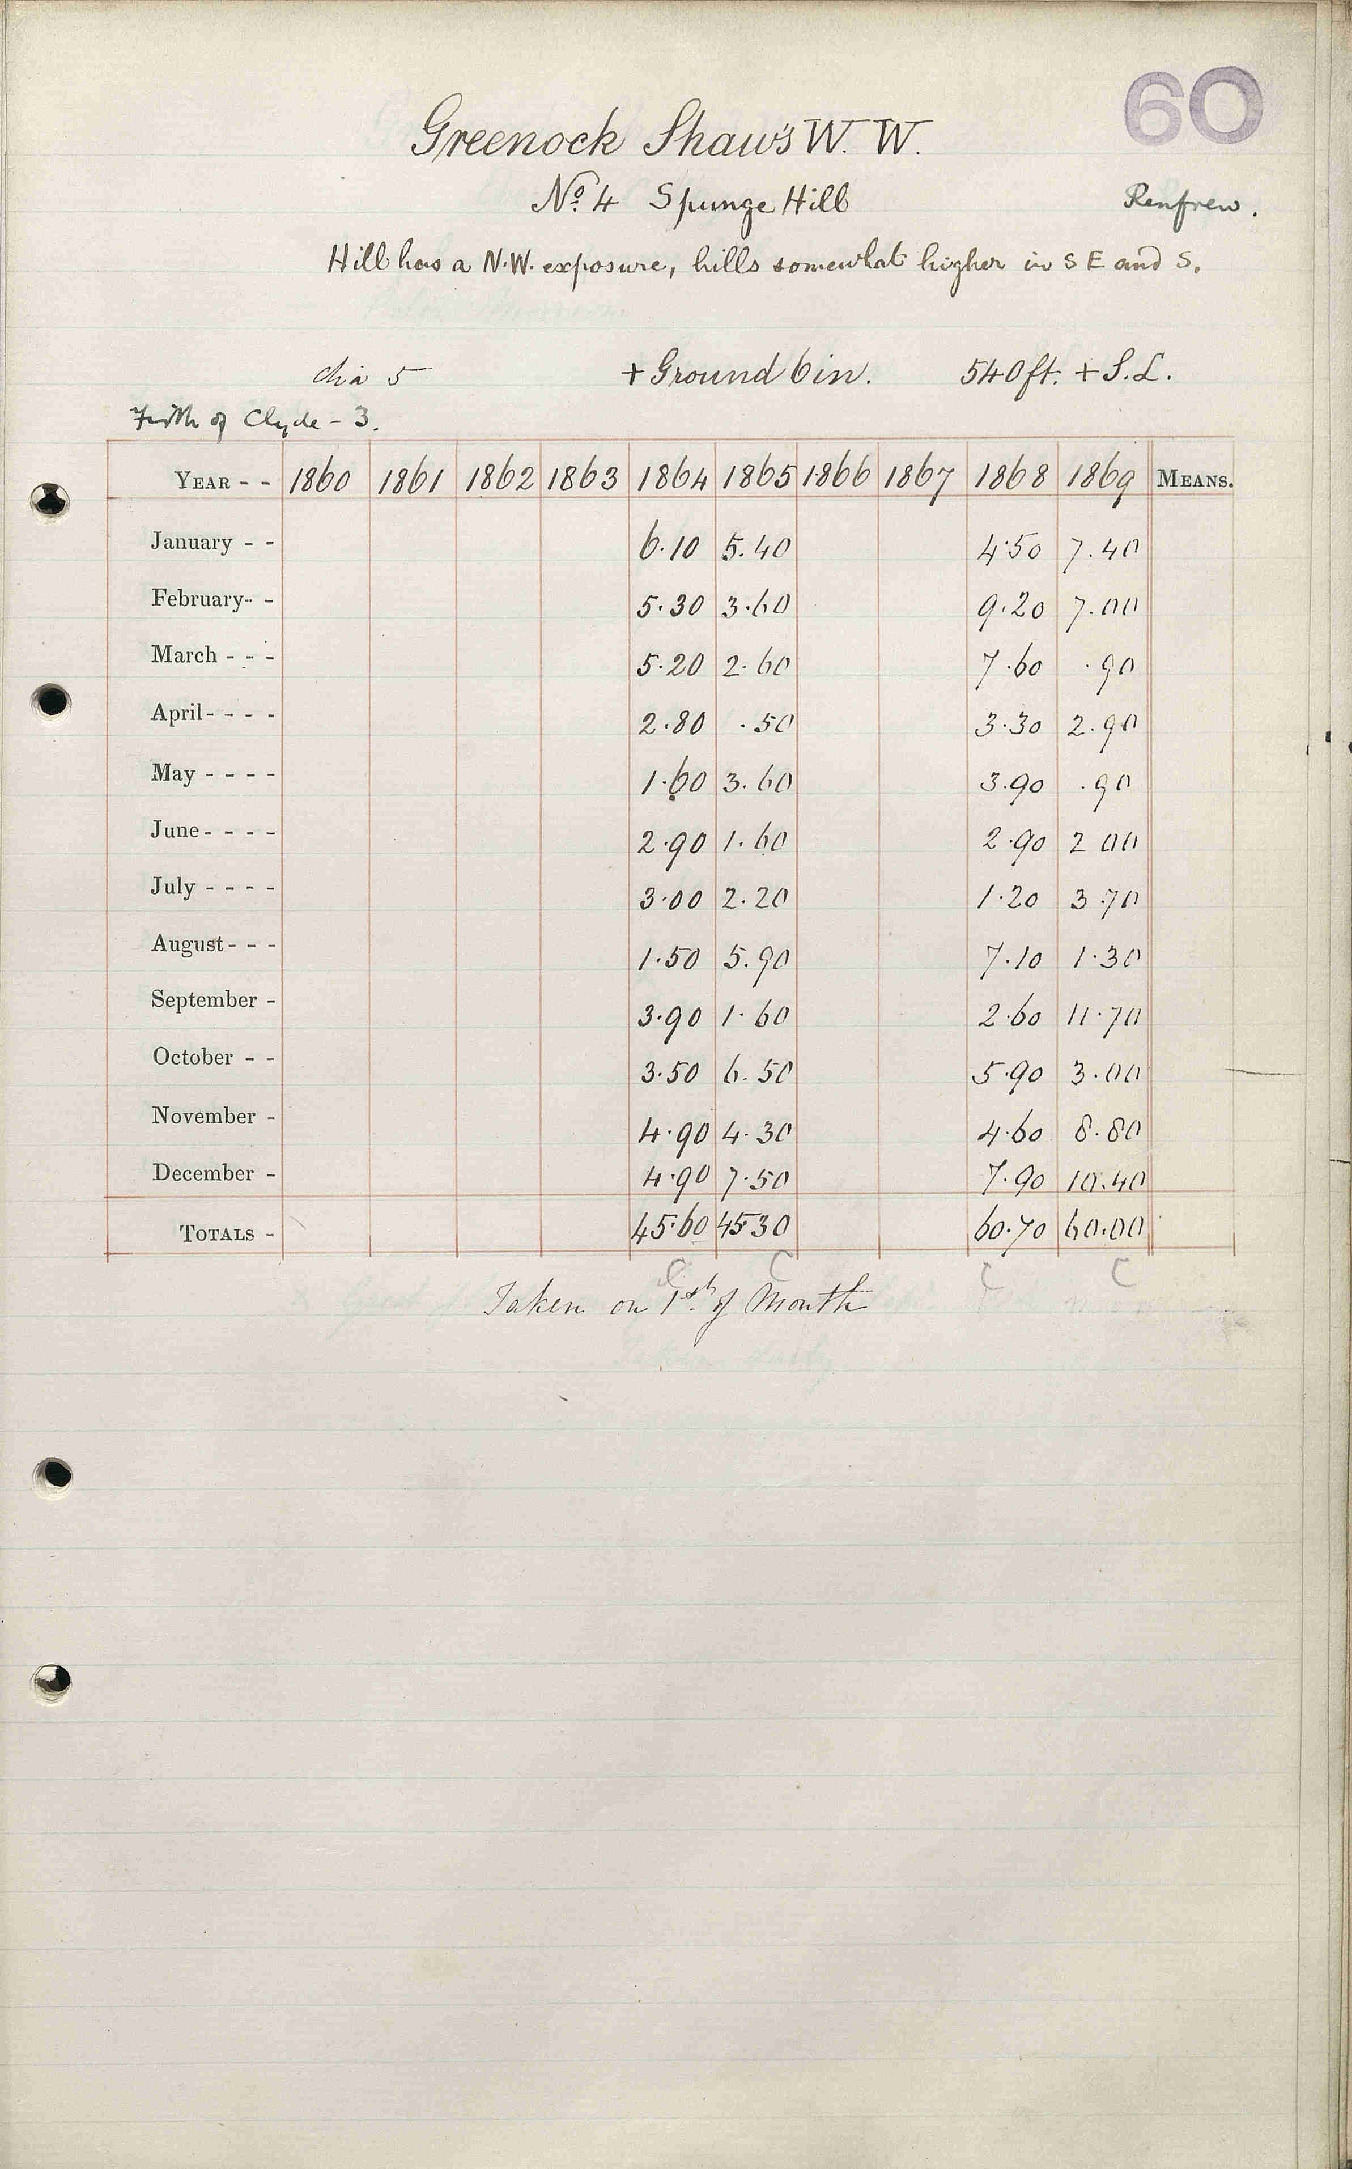 60
Greenock Shaws W. W.
No. 4 Spunge Hill
Renfrew.
Hill has a N.W. exposure, hills somewhat higher in S E and S.
dia 5 + Ground 6 in. 540 ft. + S. L.
Firth of Clyde - 3.
YEAR - - 1860 1861 1862 1863 1864 1865 1866 1867 1868 1869 MEANS.
January - - 6.10 5.40 4.50 7.40
February - - 5.30 3.60 9.20 7.00
March - - - 5.20 2.60 7.60 .90
April - - - - 2.80 .50 3.30 2.90
May - - - - 1.60 3.60 3.90 .90
June - - - - 2.90 1.60 2.90 2 00
July - - - - 3.00 2.20 1.20 3.70
August - - - 1.50 5.90 7.10 1.30
September - 3.90 1.60 2.60 11.70
October - - 3.50 6.50 5.90 3.00
November - 4.90 4.30 4.60 8.80
December - 4.90 7.50 7.90 10.40
TOTALS - 45.60 45.30 60.70 60.00
C C C C
Taken on 1st of Month